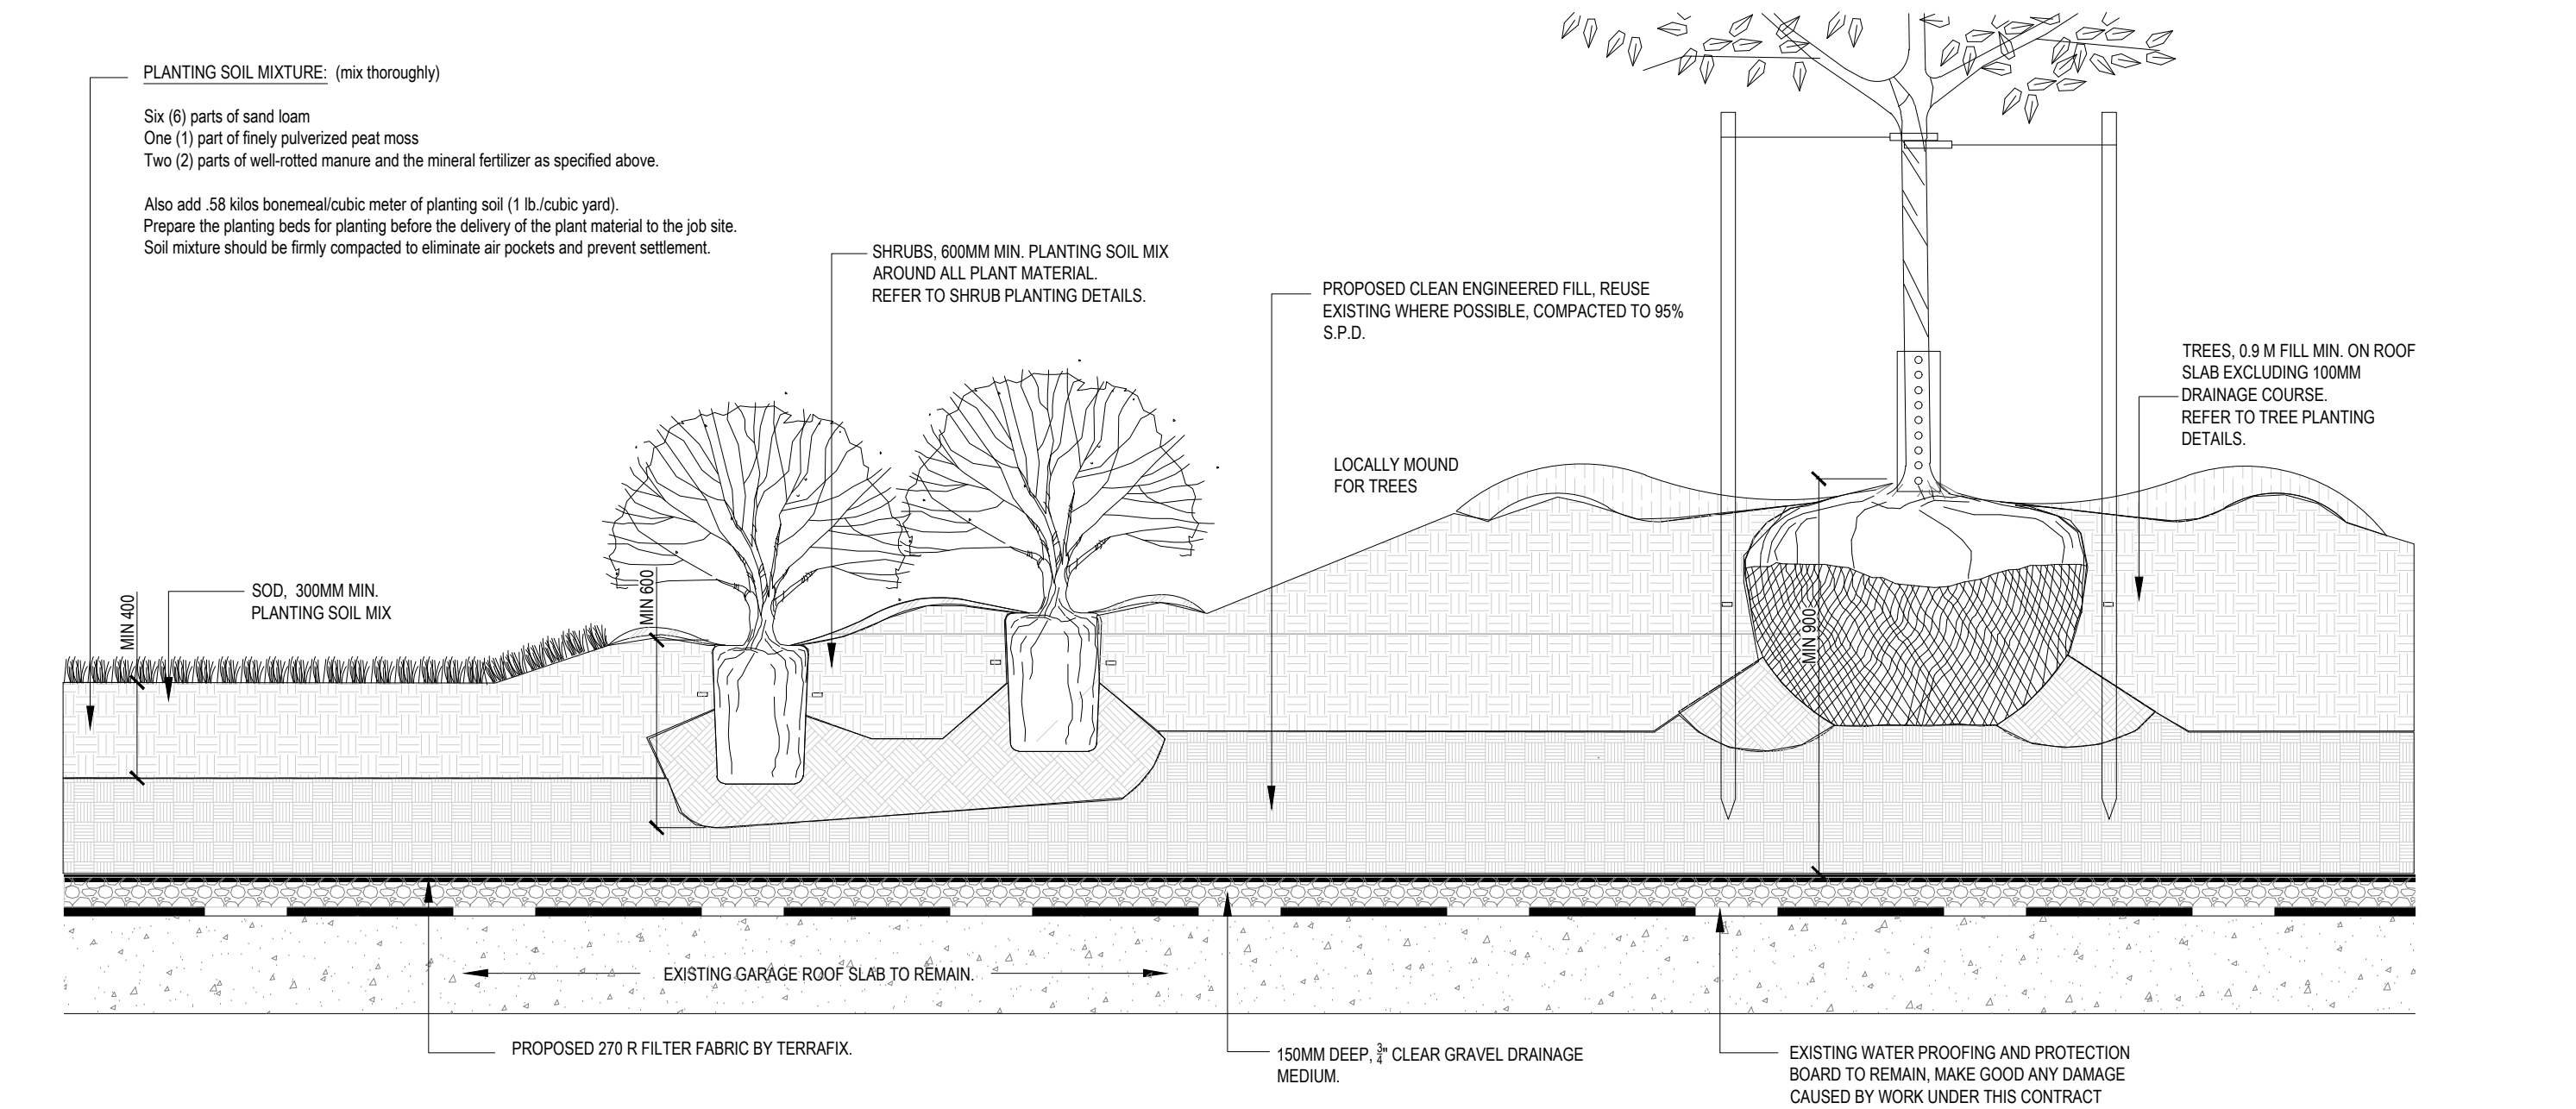 PLANTING SOIL MIXTURE: (mix thoroughly)
Six (6) parts of sand loam
One (1) part of finely pulverized peat moss
Two (2) parts of well-rotted manure and the mineral fertilizer as specified above.
Also add .58 kilos bonemeal/cubic meter of planting soil (1 lb./cubic yard).
Prepare the planting beds for planting before the delivery of the plant material to the job site.
Soil mixture should be firmly compacted to eliminate air pockets and prevent settlement.
SHRUBS, 600MM MIN. PLANTING SOIL MIX
AROUND ALL PLANT MATERIAL.
REFER TO SHRUB PLANTING DETAILS.
PROPOSED CLEAN ENGINEERED FILL, REUSE
EXISTING WHERE POSSIBLE, COMPACTED TO 95%
S.P.D.
TREES, 0.9 M FILL MIN. ON ROOF
SLAB EXCLUDING 100MM
DRAINAGE COURSE.
REFER TO TREE PLANTING
DETAILS.
LOCALLY MOUND
FOR TREES
SOD, 300MM MIN.
PLANTING SOIL MIX
MIN 400
MIN 600
MIN 900
EXISTING GARAGE ROOF SLAB TO REMAIN.
PROPOSED 270 R FILTER FABRIC BY TERRAFIX.
150MM DEEP, 3/4" CLEAR GRAVEL DRAINAGE
MEDIUM.
EXISTING WATER PROOFING AND PROTECTION
BOARD TO REMAIN, MAKE GOOD ANY DAMAGE
CAUSED BY WORK UNDER THIS CONTRACT